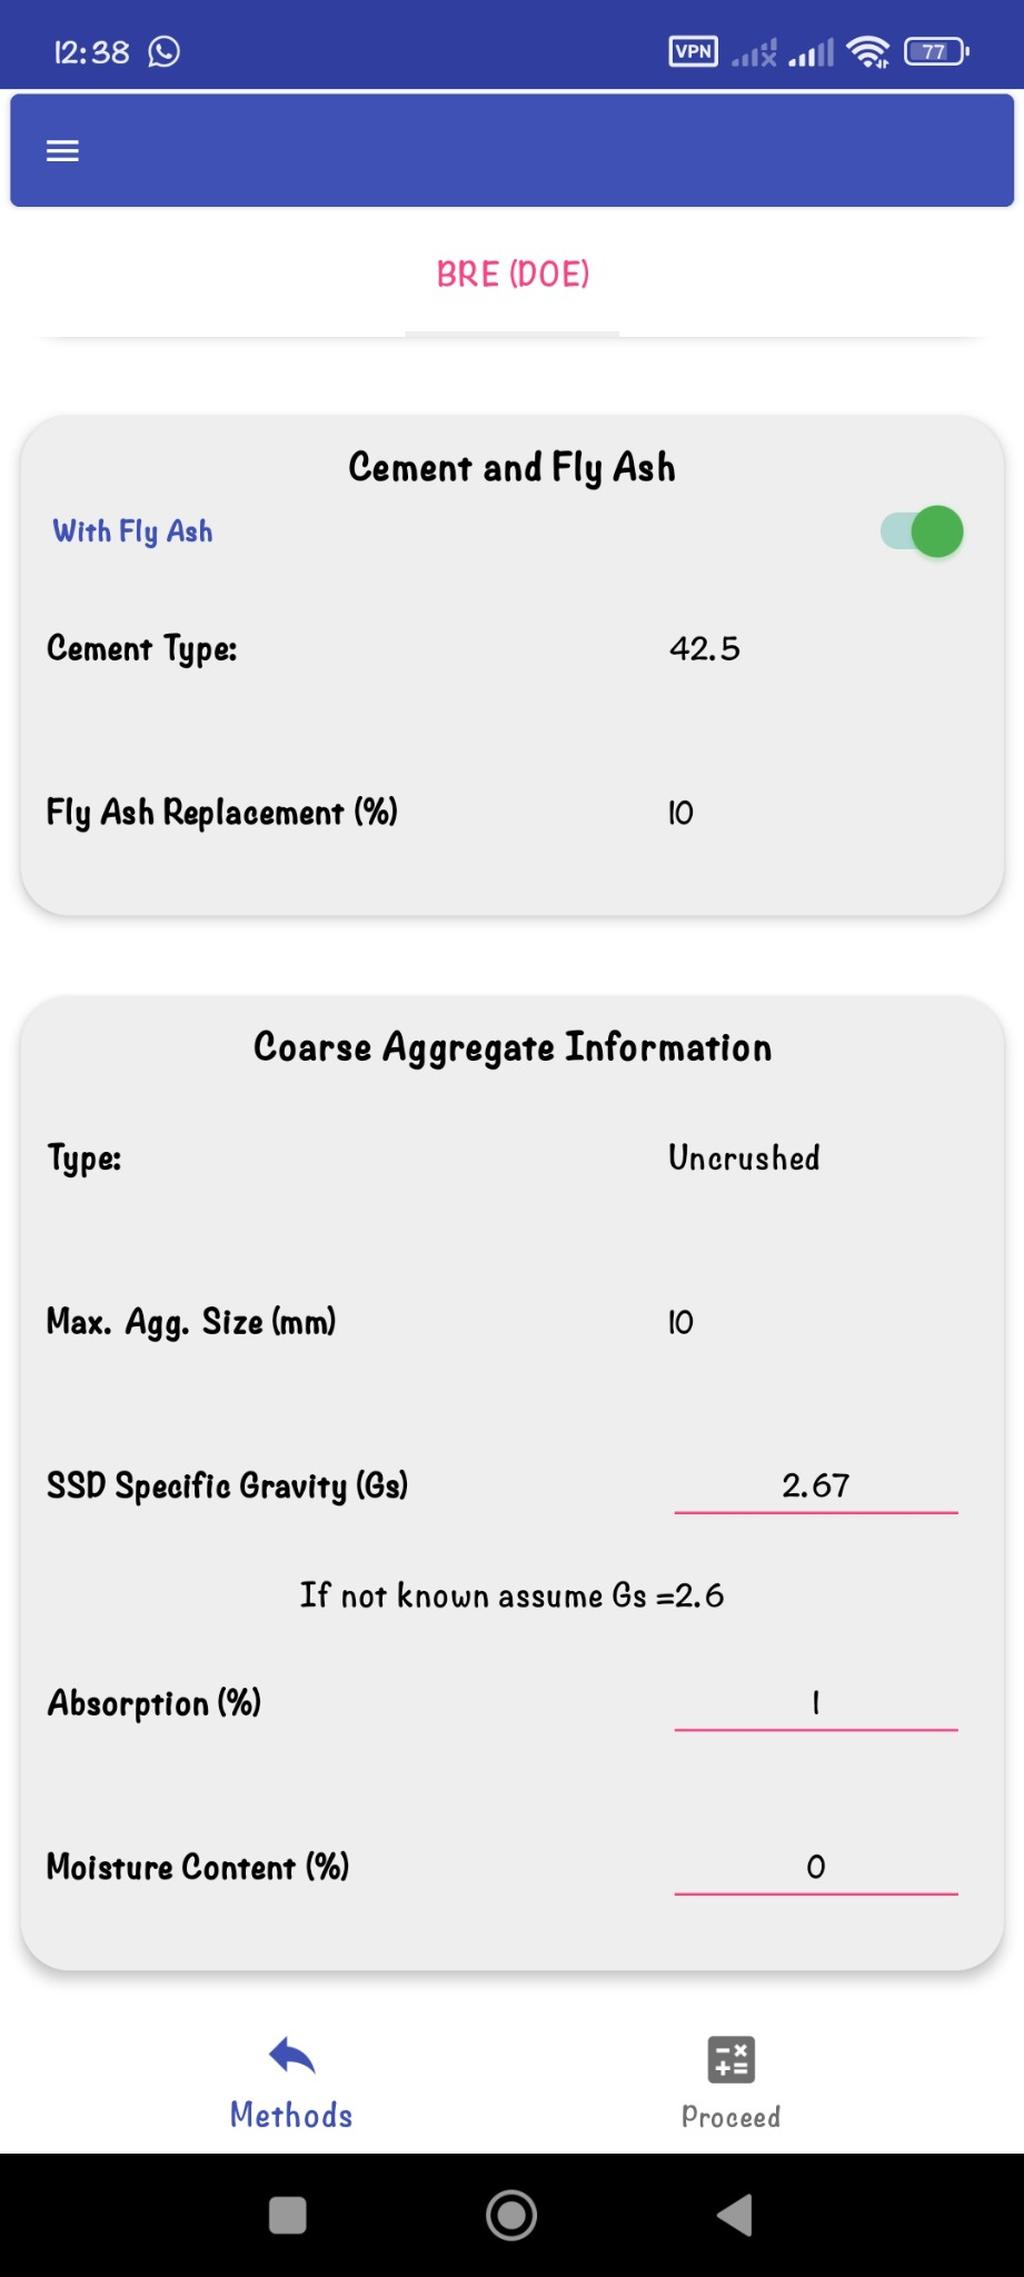 12:38 VPN 77
BRE (DOE)
Cement and Fly Ash
With Fly Ash
Cement Type: 42.5
Fly Ash Replacement (%) 10
Coarse Aggregate Information
Type: Uncrushed
Max. Agg. Size (mm) 10
SSD Specific Gravity (Gs) 2.67
If not known assume Gs =2.6
Absorption (%) 1
Moisture Content (%) 0
Methods Proceed